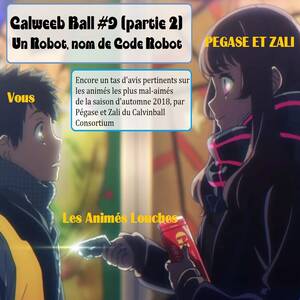 Calweeb Ball #9 (partie 2)
Un Robot, nom de Code Robot
PEGASE ET ZALI
Encore un tas d'avis pertinents sur
les animés les plus mal-aimés
de la saison d'automne 2018, par
Pégase et Zali du Calvinball
Consortium
Vous
Les Animés Louches